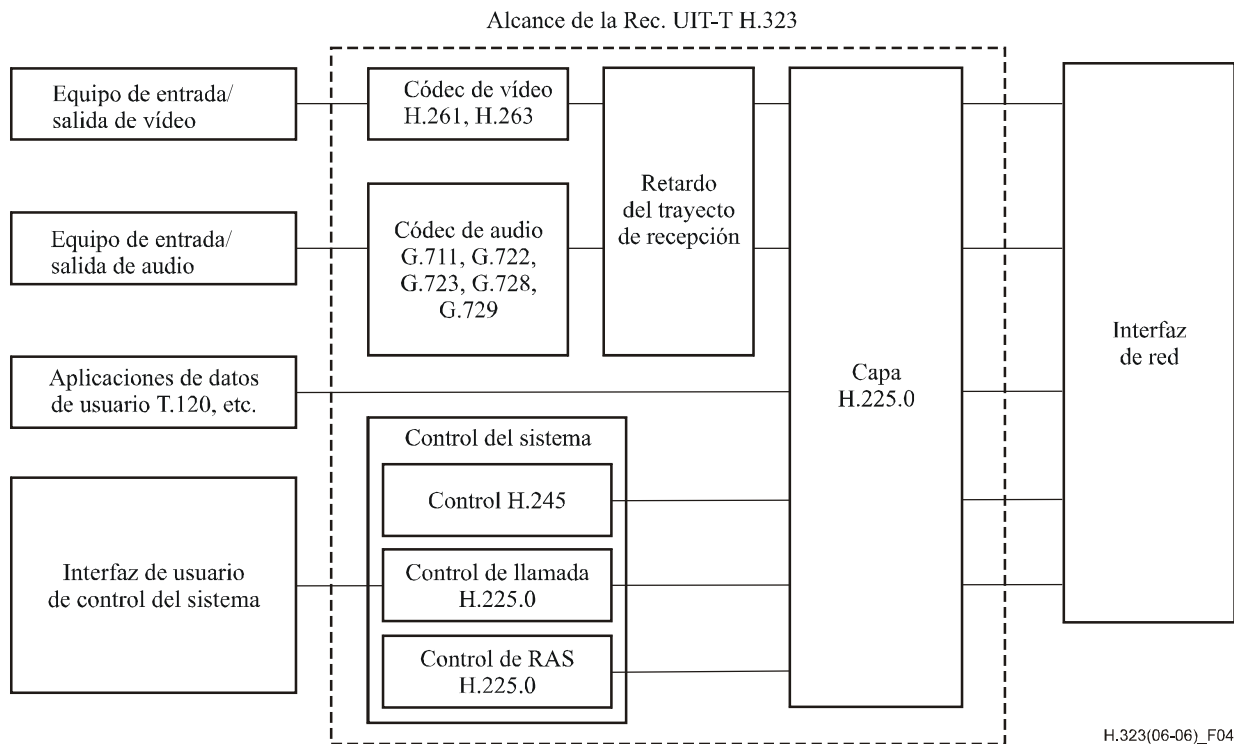 Alcance de la Rec. UIT-T H.323
Equipo de entrada/
salida de vídeo
Códec de vídeo
H.261, H.263
Retardo
del trayecto
de recepción
Equipo de entrada/
salida de audio
Códec de audio
G.711, G.722,
G.723, G.728,
G.729
Capa
H.225.0
Interfaz
de red
Aplicaciones de datos
de usuario T.120, etc.
Control del sistema
Control H.245
Interfaz de usuario
de control del sistema
Control de llamada
H.225.0
Control de RAS
H.225.0
H.323(06-06)_F04